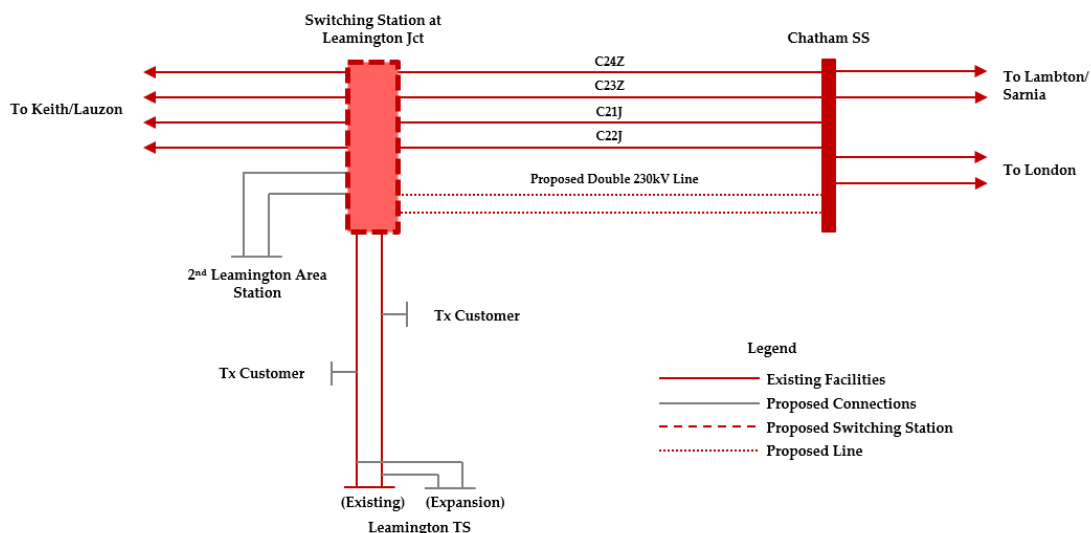 Switching Station at
Leamington Jct
Chatham SS
C24Z
To Lambton/
Sarnia
C23Z
To Keith/Lauzon
C21J
C22J
To London
Proposed Double 230kV Line
2nd Leamington Area
Station
Tx Customer
Legend
Tx Customer
Existing Facilities
Proposed Connections
Proposed Switching Station
Proposed Line
(Existing)
(Expansion)
Leamington TS